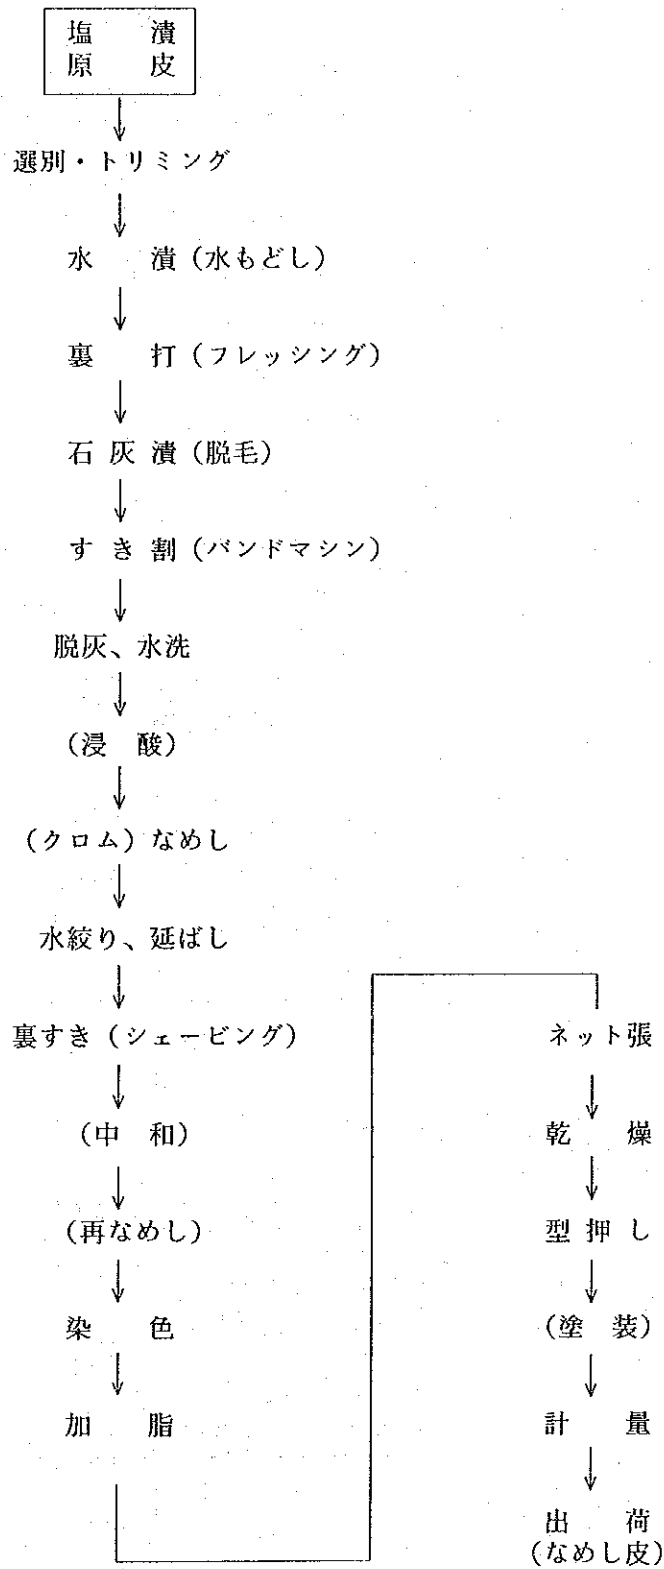 塩漬
原皮
選別・トリミング
水漬(水もどし)
裏打(フレッシング)
石灰漬(脱毛)
すき割(バンドマシン)
脱灰、水洗
(浸酸)
(クロム)なめし
水絞り、延ばし
裏すき(シェービング)
(中和)
(再なめし)
染色
加脂
ネット張
乾燥
型押し
(塗装)
計量
出荷
(なめし皮)